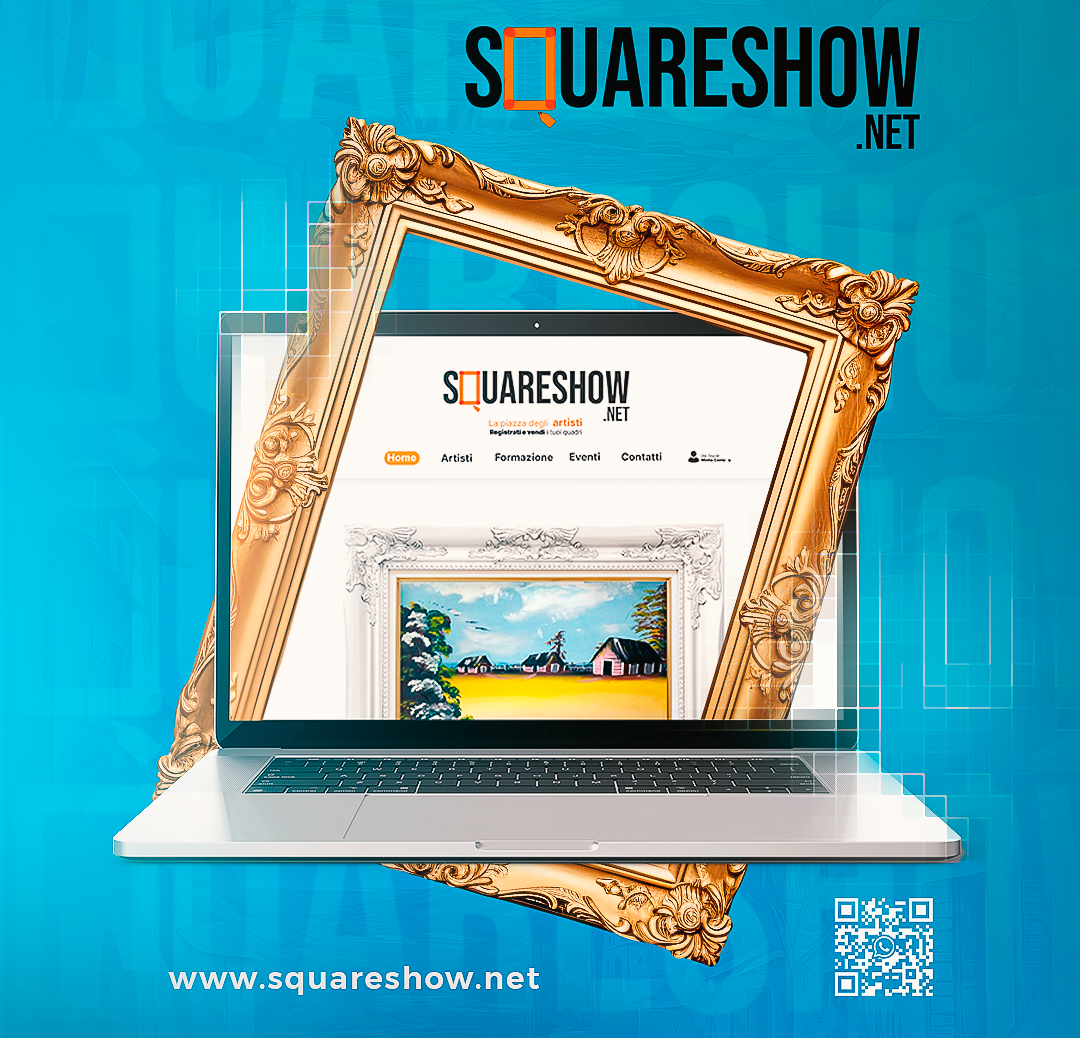 SQUARESHOW
.NET
SQUARESHOW
.NET
La piazza degli artisti
Registrati e vendi i tuoi quadri
Home Artisti Formazione Eventi Contatti
www.squareshow.net